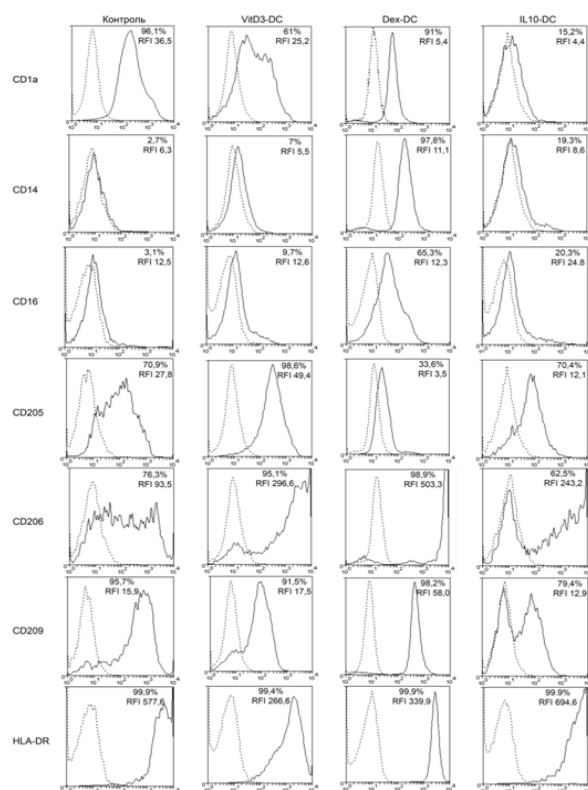 Контроль VitD3-DC Dex-DC IL10-DC
CD1a
96,1%
RFI 36,5
61%
RFI 25,2
91%
RFI 5,4
15,2%
RFI 4,4
CD14
2,7%
RFI 6,3
7%
RFI 5,5
97,8%
RFI 11,1
19,3%
RFI 8,6
CD16
3,1%
RFI 12,5
9,7%
RFI 12,6
65,3%
RFI 12,3
20,3%
RFI 24.8
CD205
70,9%
RFI 27,8
98,6%
RFI 49,4
33,6%
RFI 3,5
70,4%
RFI 12,1
CD206
76,3%
RFI 93,5
95,1%
RFI 296,6
98,9%
RFI 503,3
62,5%
RFI 243,2
CD209
95,7%
RFI 15,9
91,5%
RFI 17,5
98,2%
RFI 58,0
79,4%
RFI 12,9
HLA-DR
99,9%
RFI 577,6
99,4%
RFI 266,6
99,9%
RFI 339,9
99.9%
RFI 694,6